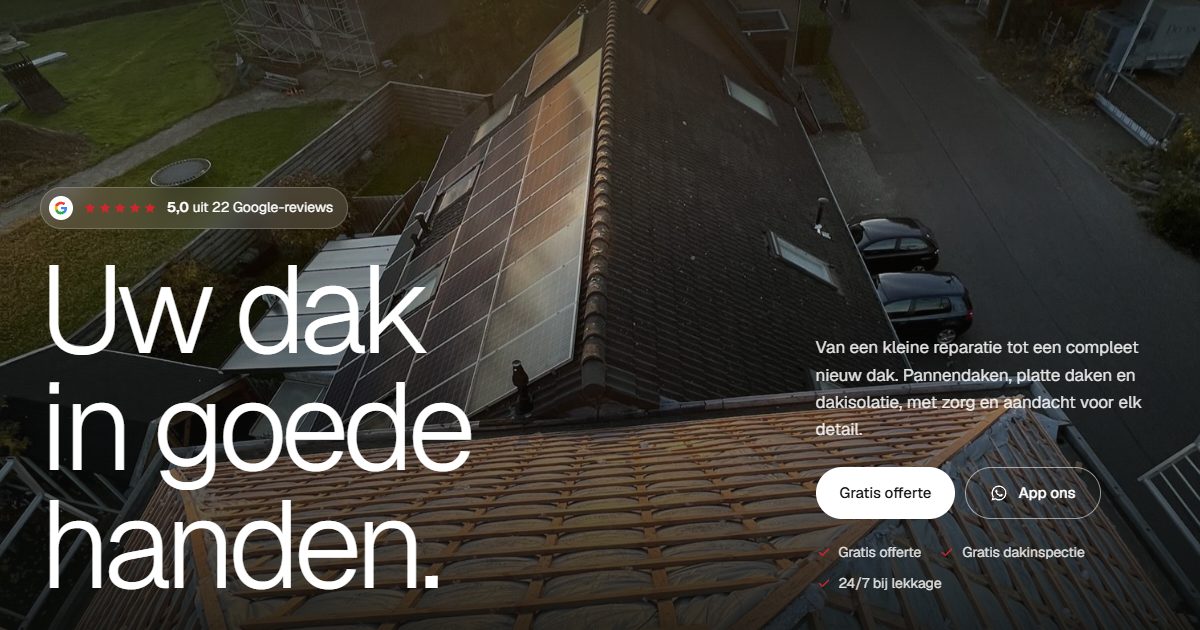 5,0 uit 22 Google-reviews
Uw dak
in goede
handen.
Van een kleine reparatie tot een compleet
nieuw dak. Pannendaken, platte daken en
dakisolatie, met zorg en aandacht voor elk
detail.
Gratis offerte
App ons
Gratis offerte
Gratis dakinspectie
24/7 bij lekkage